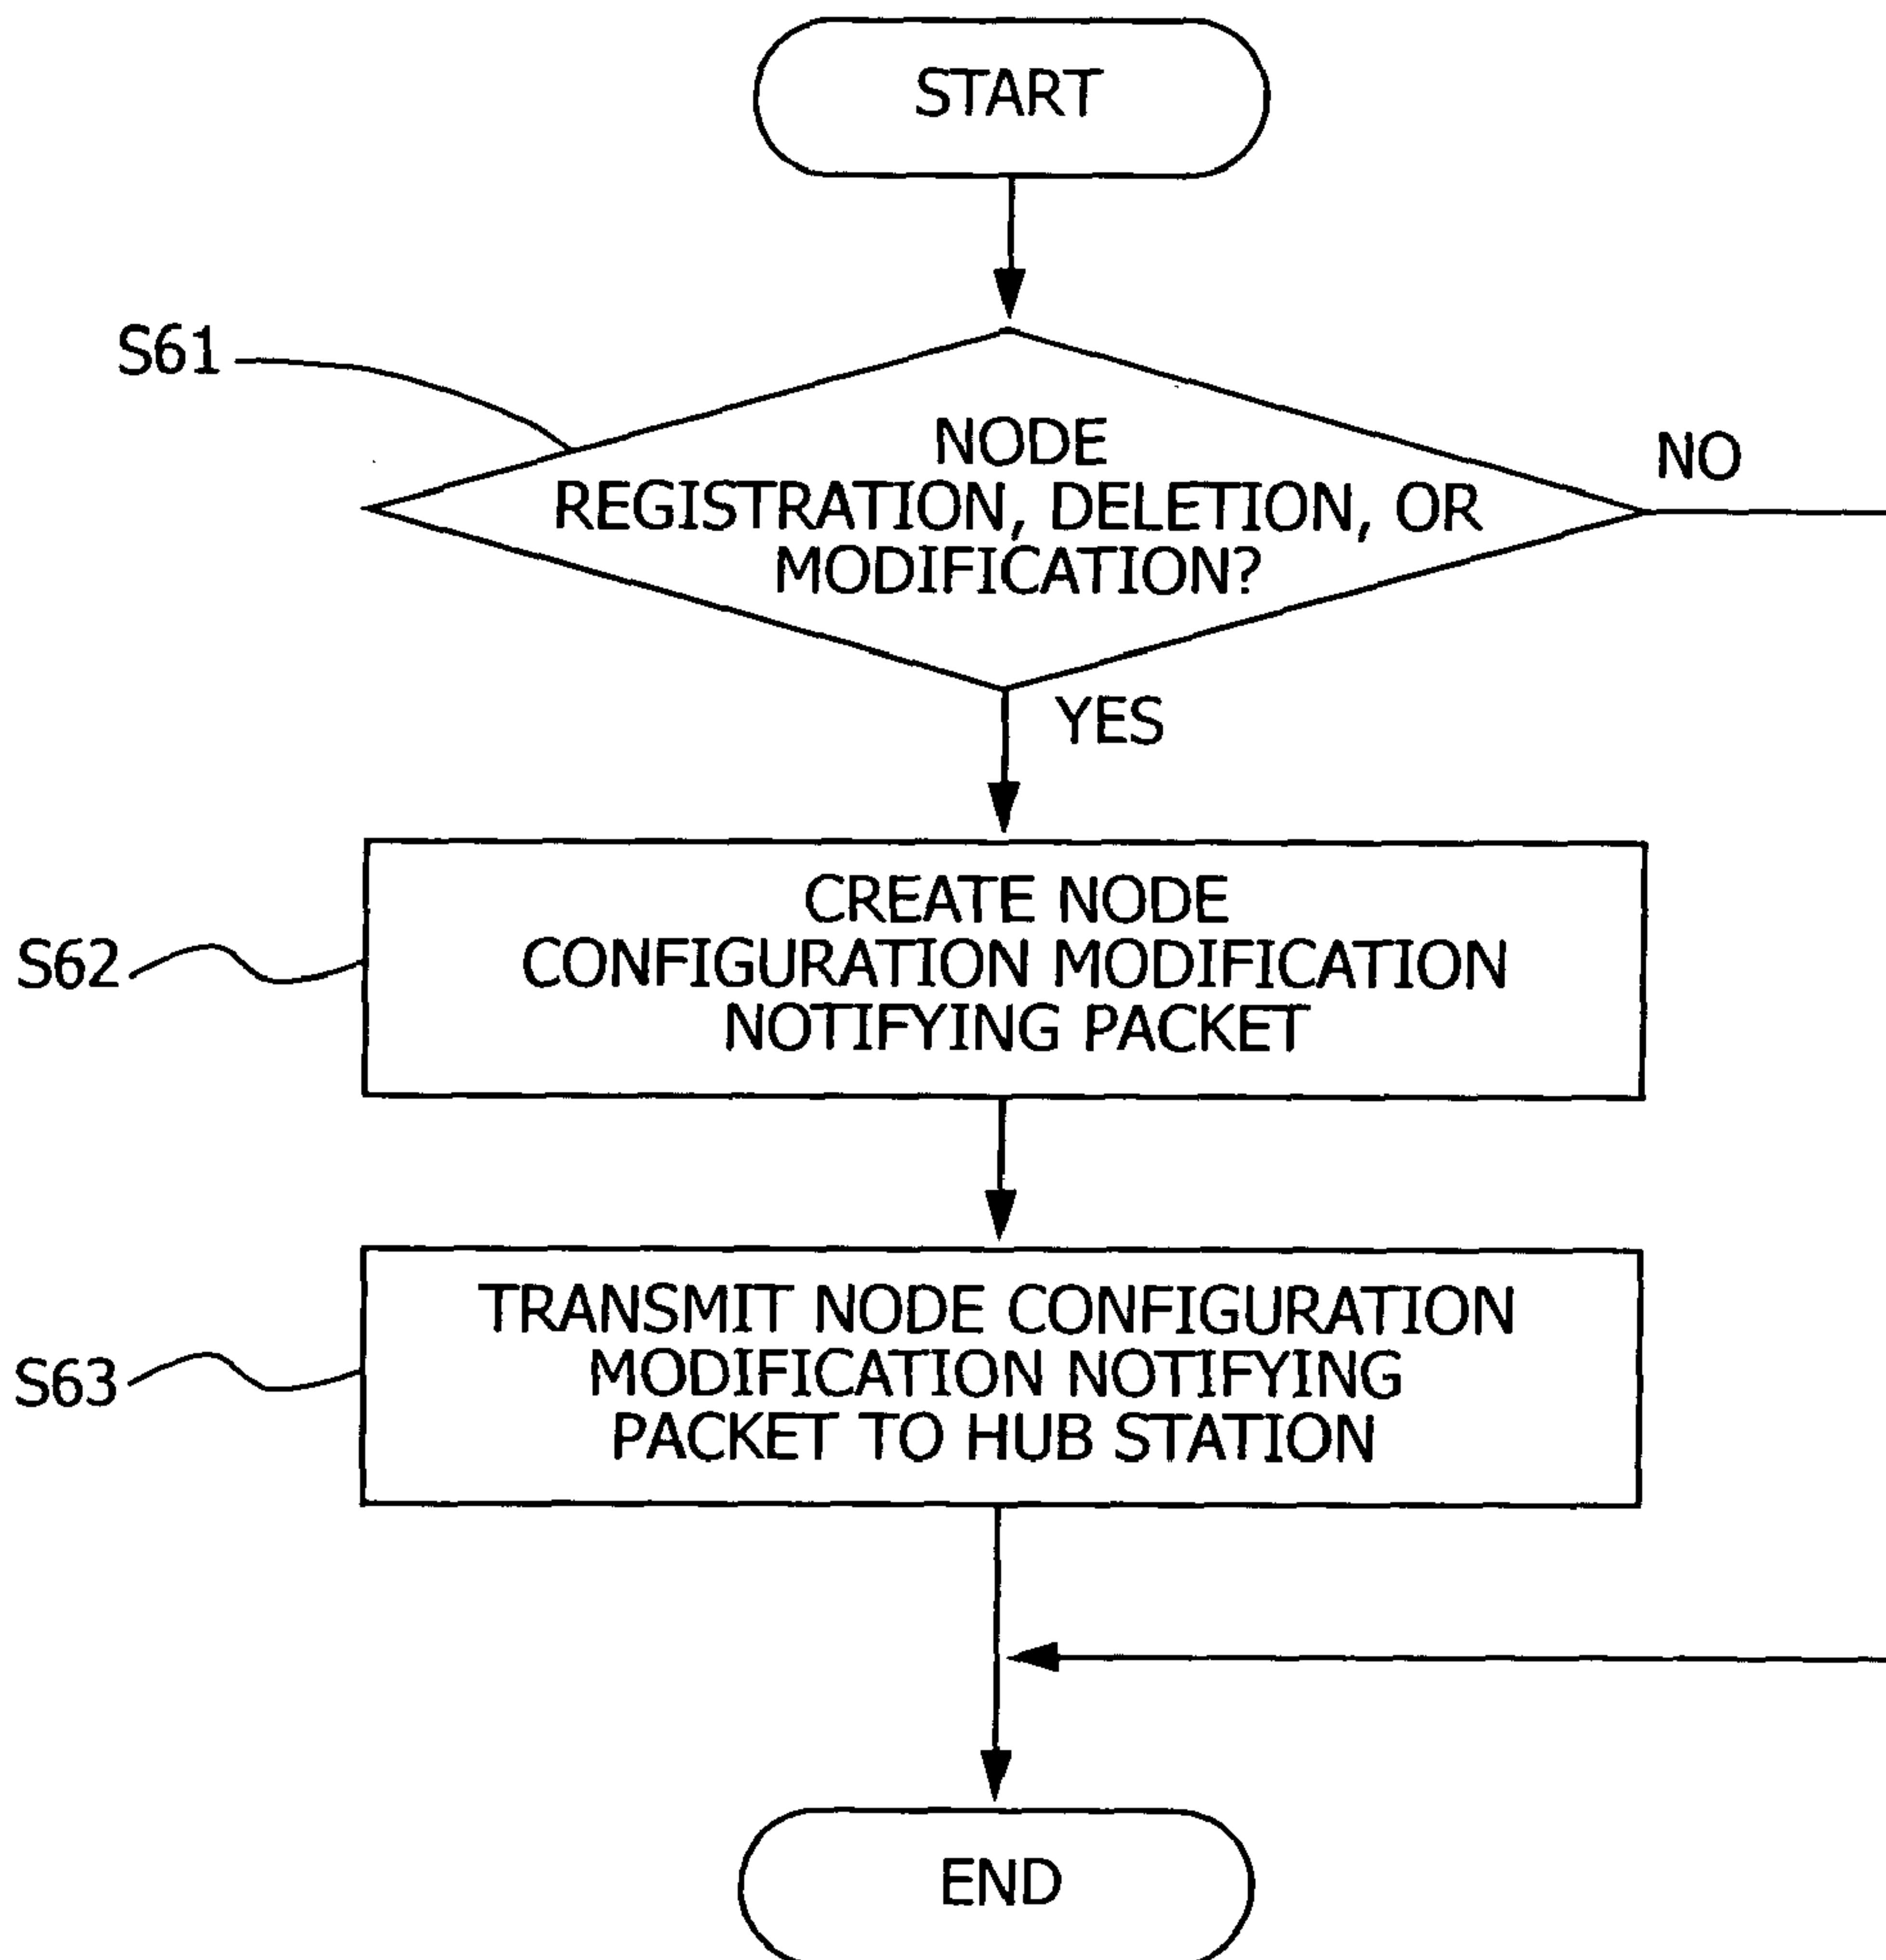 START
S61
NODE
REGISTRATION, DELETION, OR
MODIFICATION?
NO
YES
S62
CREATE NODE
CONFIGURATION MODIFICATION
NOTIFYING PACKET
S63
TRANSMIT NODE CONFIGURATION
MODIFICATION NOTIFYING
PACKET TO HUB STATION
END